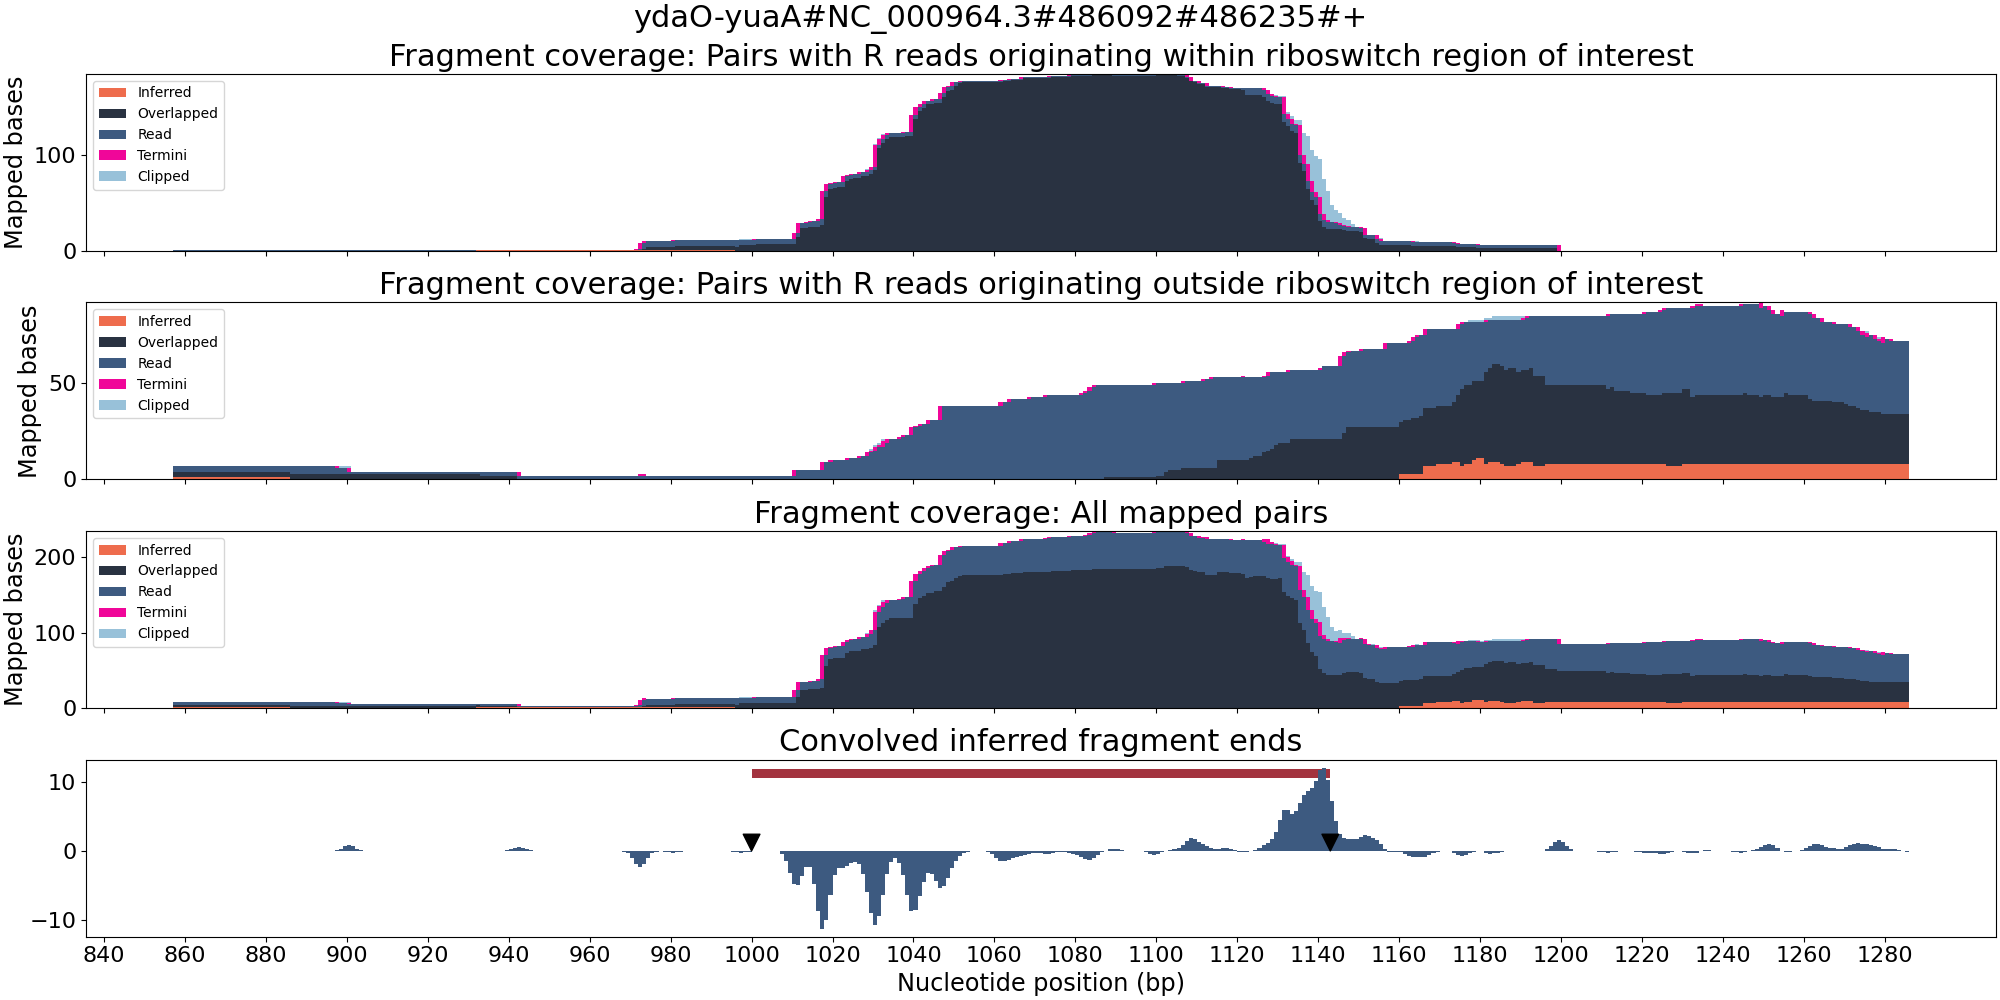 ydaO-yuaA#NC_000964.3#486092#486235#+
Fragment coverage: Pairs with R reads originating within riboswitch region of interest
Mapped bases
100
0
Inferred
Overlapped
Read
Termini
Clipped
Fragment coverage: Pairs with R reads originating outside riboswitch region of interest
Mapped bases
50
0
Inferred
Overlapped
Read
Termini
Clipped
Fragment coverage: All mapped pairs
Mapped bases
200
100
0
Inferred
Overlapped
Read
Termini
Clipped
Convolved inferred fragment ends
10
0
−10
840 860 880 900 920 940 960 980 1000 1020 1040 1060 1080 1100 1120 1140 1160 1180 1200 1220 1240 1260 1280
Nucleotide position (bp)